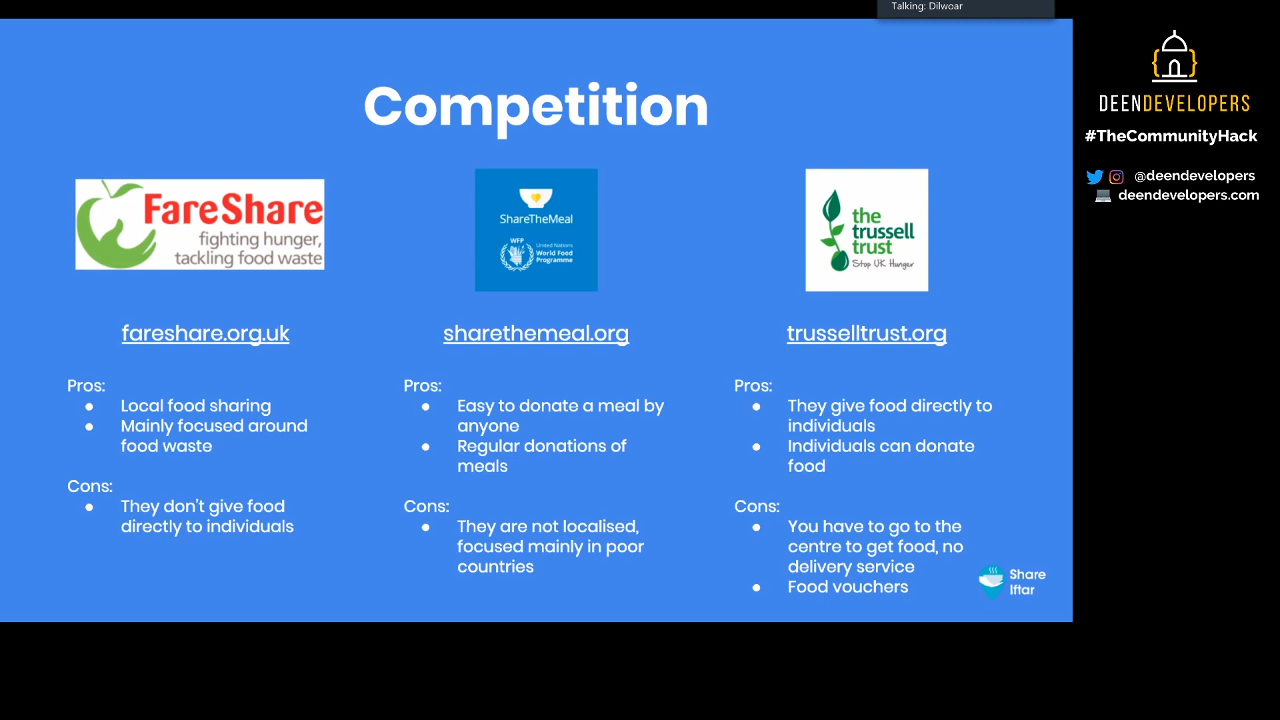 Talking: Dilwoar
Competition
FareShare
fighting hunger,
tackling food waste
fareshare.org.uk
Pros:
● Local food sharing
● Mainly focused around
food waste
Cons:
● They don't give food
directly to individuals
ShareTheMeal
WFP
United Nations
World Food
Programme
sharethemeal.org
Pros:
● Easy to donate a meal by
anyone
● Regular donations of
meals
Cons:
● They are not localised,
focused mainly in poor
countries
the
trussell
trust
Stop UK Hunger
trusselltrust.org
Pros:
● They give food directly to
individuals
● Individuals can donate
food
Cons:
● You have to go to the
centre to get food, no
delivery service
● Food vouchers
Share
Iftar
DEENDEVELOPERS
#TheCommunityHack
@deendevelopers
deendevelopers.com